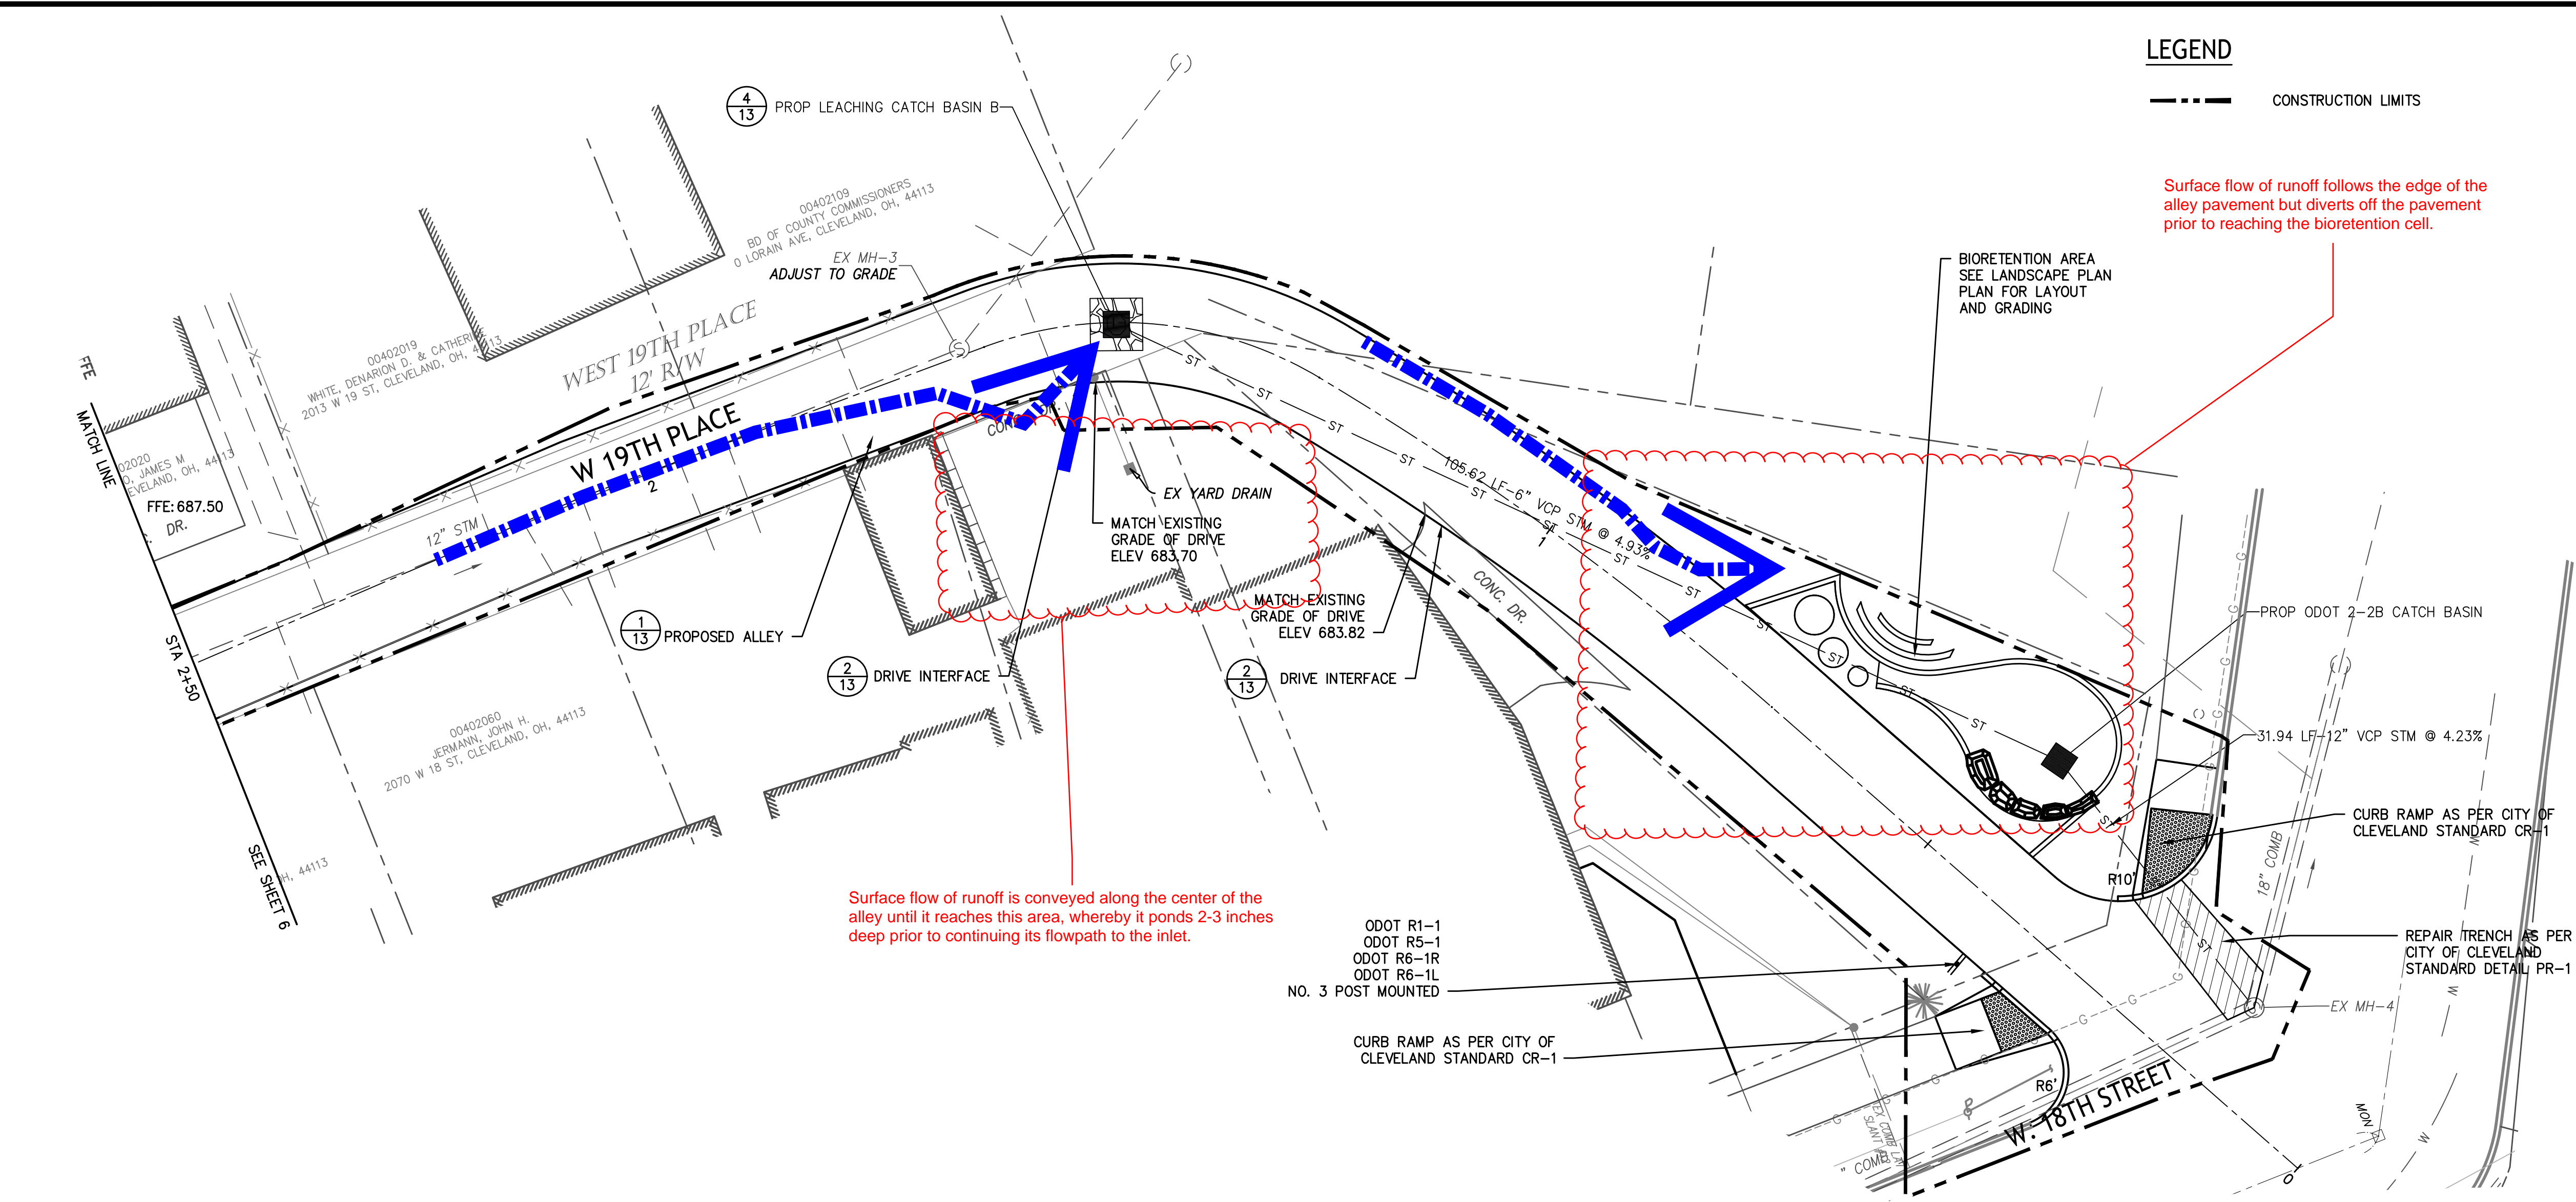 LEGEND
CONSTRUCTION LIMITS
Surface flow of runoff follows the edge of the
alley pavement but diverts off the pavement
prior to reaching the bioretention cell.
4
13
PROP LEACHING CATCH BASIN B
00402109
BD OF COUNTY COMMISSIONERS
0 LORAIN AVE, CLEVELAND, OH, 44113
EX MH-3
ADJUST TO GRADE
BIORETENTION AREA
SEE LANDSCAPE PLAN
PLAN FOR LAYOUT
AND GRADING
WEST 19TH PLACE
12' R/W
00402019
WHITE, DENARION D. & CATHERINE
2013 W 19 ST, CLEVELAND, OH, 44113
FFE
MATCH LINE
02020
O, JAMES M
EVELAND, OH, 44113
FFE: 687.50
DR.
W 19TH PLACE
2
12" STM
EX YARD DRAIN
MATCH EXISTING
GRADE OF DRIVE
ELEV 683.70
105.62 LF-6" VCP STM @ 4.93%
1
CONC. DR.
MATCH EXISTING
GRADE OF DRIVE
ELEV 683.82
PROP ODOT 2-2B CATCH BASIN
1
13
PROPOSED ALLEY
2
13
DRIVE INTERFACE
2
13
DRIVE INTERFACE
STA 2+50
00402060
JERMANN, JOHN H.
2070 W 18 ST, CLEVELAND, OH, 44113
31.94 LF-12" VCP STM @ 4.23%
CURB RAMP AS PER CITY OF
CLEVELAND STANDARD CR-1
SEE SHEET 6
OH, 44113
R10'
18" COMB
Surface flow of runoff is conveyed along the center of the
alley until it reaches this area, whereby it ponds 2-3 inches
deep prior to continuing its flowpath to the inlet.
ODOT R1-1
ODOT R5-1
ODOT R6-1R
ODOT R6-1L
NO. 3 POST MOUNTED
REPAIR TRENCH AS PER
CITY OF CLEVELAND
STANDARD DETAIL PR-1
EX MH-4
CURB RAMP AS PER CITY OF
CLEVELAND STANDARD CR-1
R6'
W. 18TH STREET
MON
" COMB
0